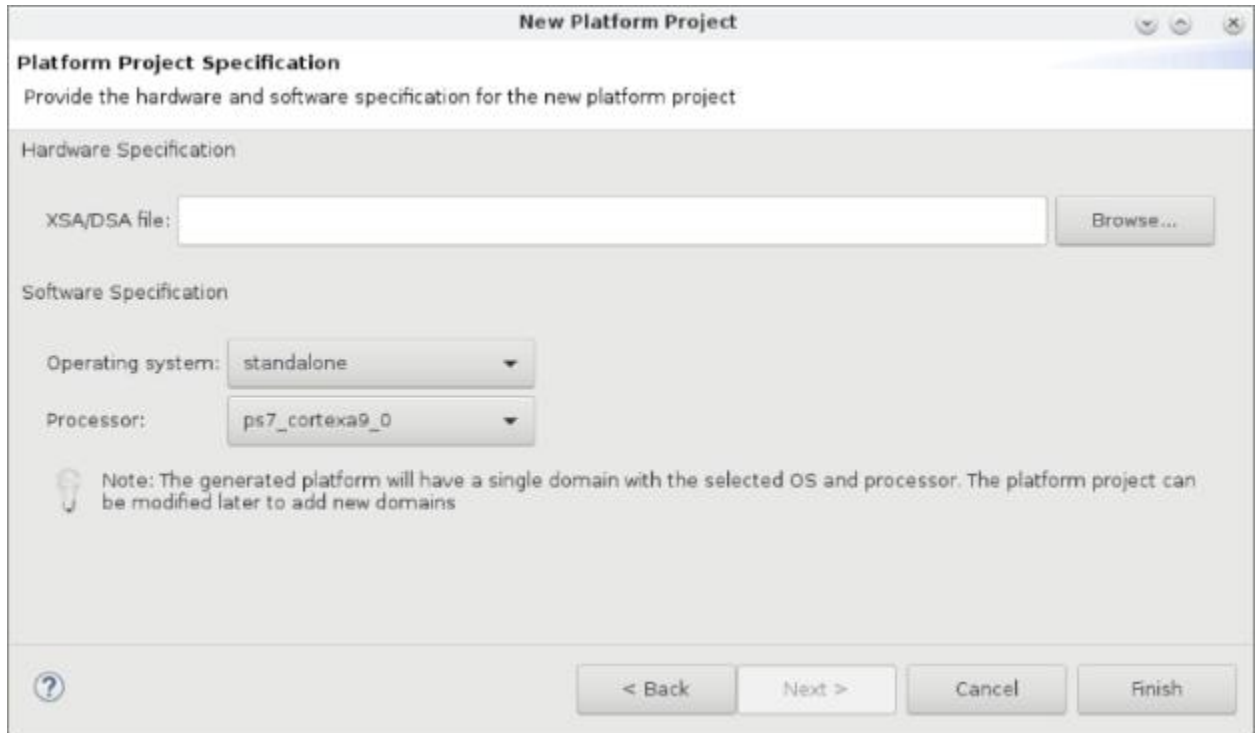 New Platform Project
Platform Project Specification
Provide the hardware and software specification for the new platform project
Hardware Specification
XSA/DSA file:
Browse...
Software Specification
Operating system:
standalone
Processor:
ps7_cortexa9_0
Note: The generated platform will have a single domain with the selected OS and processor. The platform project can
be modified later to add new domains
?
< Back
Next >
Cancel
Finish